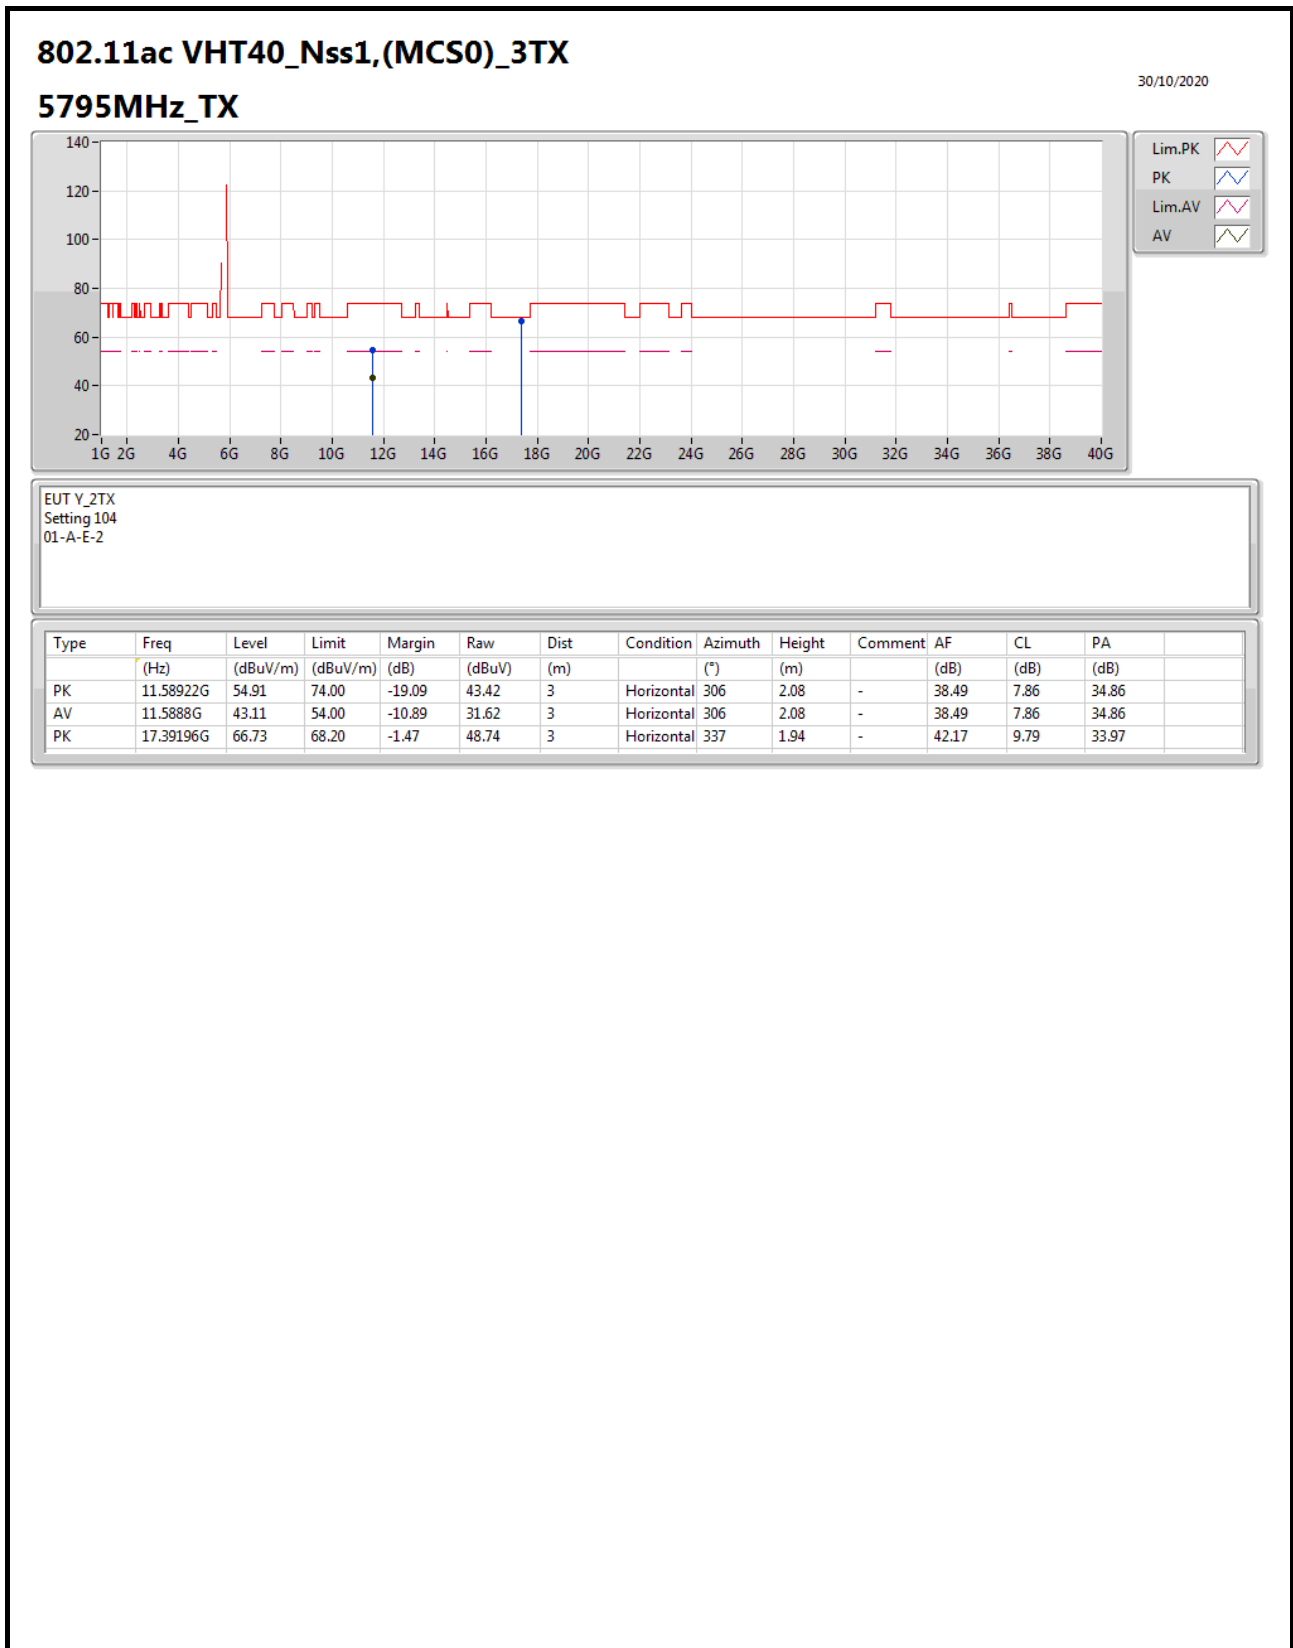 802.11ac VHT40_Nss1,(MCS0)_3TX
30/10/2020
5795MHz_TX
140
120
100
80
60
40
20
1G 2G 4G 6G 8G 10G 12G 14G 16G 18G 20G 22G 24G 26G 28G 30G 32G 34G 36G 38G 40G
Lim.PK
PK
Lim.AV
AV
EUT Y_2TX
Setting 104
01-A-E-2
Type Freq Level Limit Margin Raw Dist Condition Azimuth Height Comment AF CL PA
(Hz) (dBuV/m) (dBuV/m) (dB) (dBuV) (m) (°) (m) (dB) (dB) (dB)
PK 11.58922G 54.91 74.00 -19.09 43.42 3 Horizontal 306 2.08 - 38.49 7.86 34.86
AV 11.5888G 43.11 54.00 -10.89 31.62 3 Horizontal 306 2.08 - 38.49 7.86 34.86
PK 17.39196G 66.73 68.20 -1.47 48.74 3 Horizontal 337 1.94 - 42.17 9.79 33.97